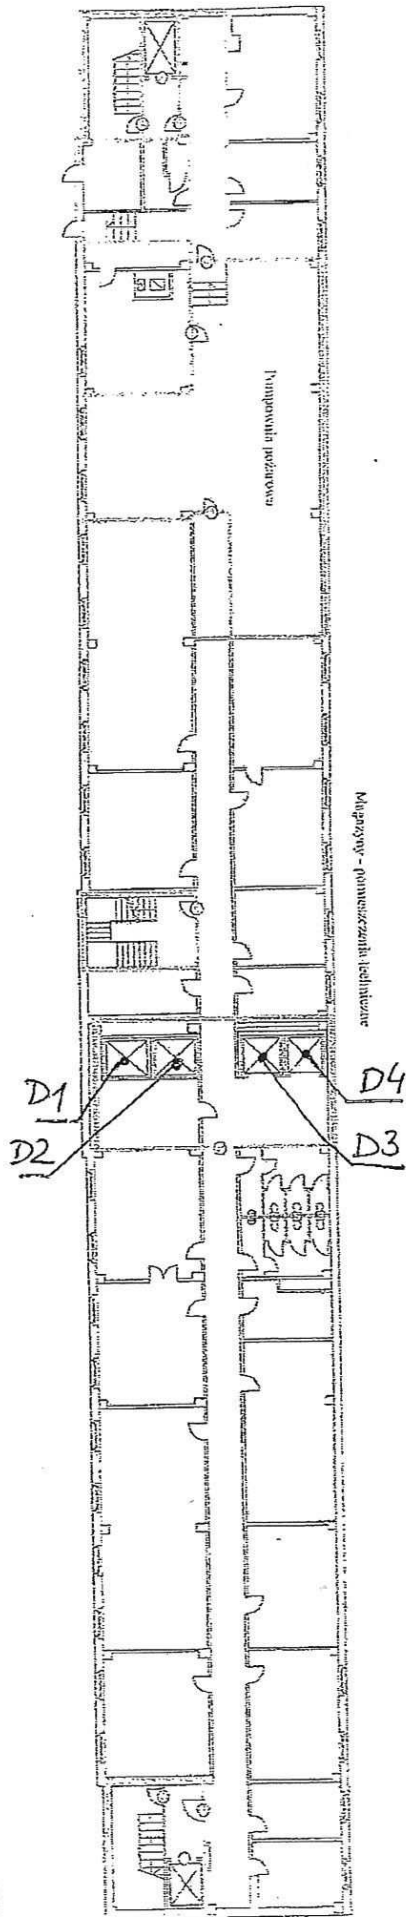 Pompownia pożarowa
Magazyny - pomieszczenia techniczne
D1
D4
D2
D3